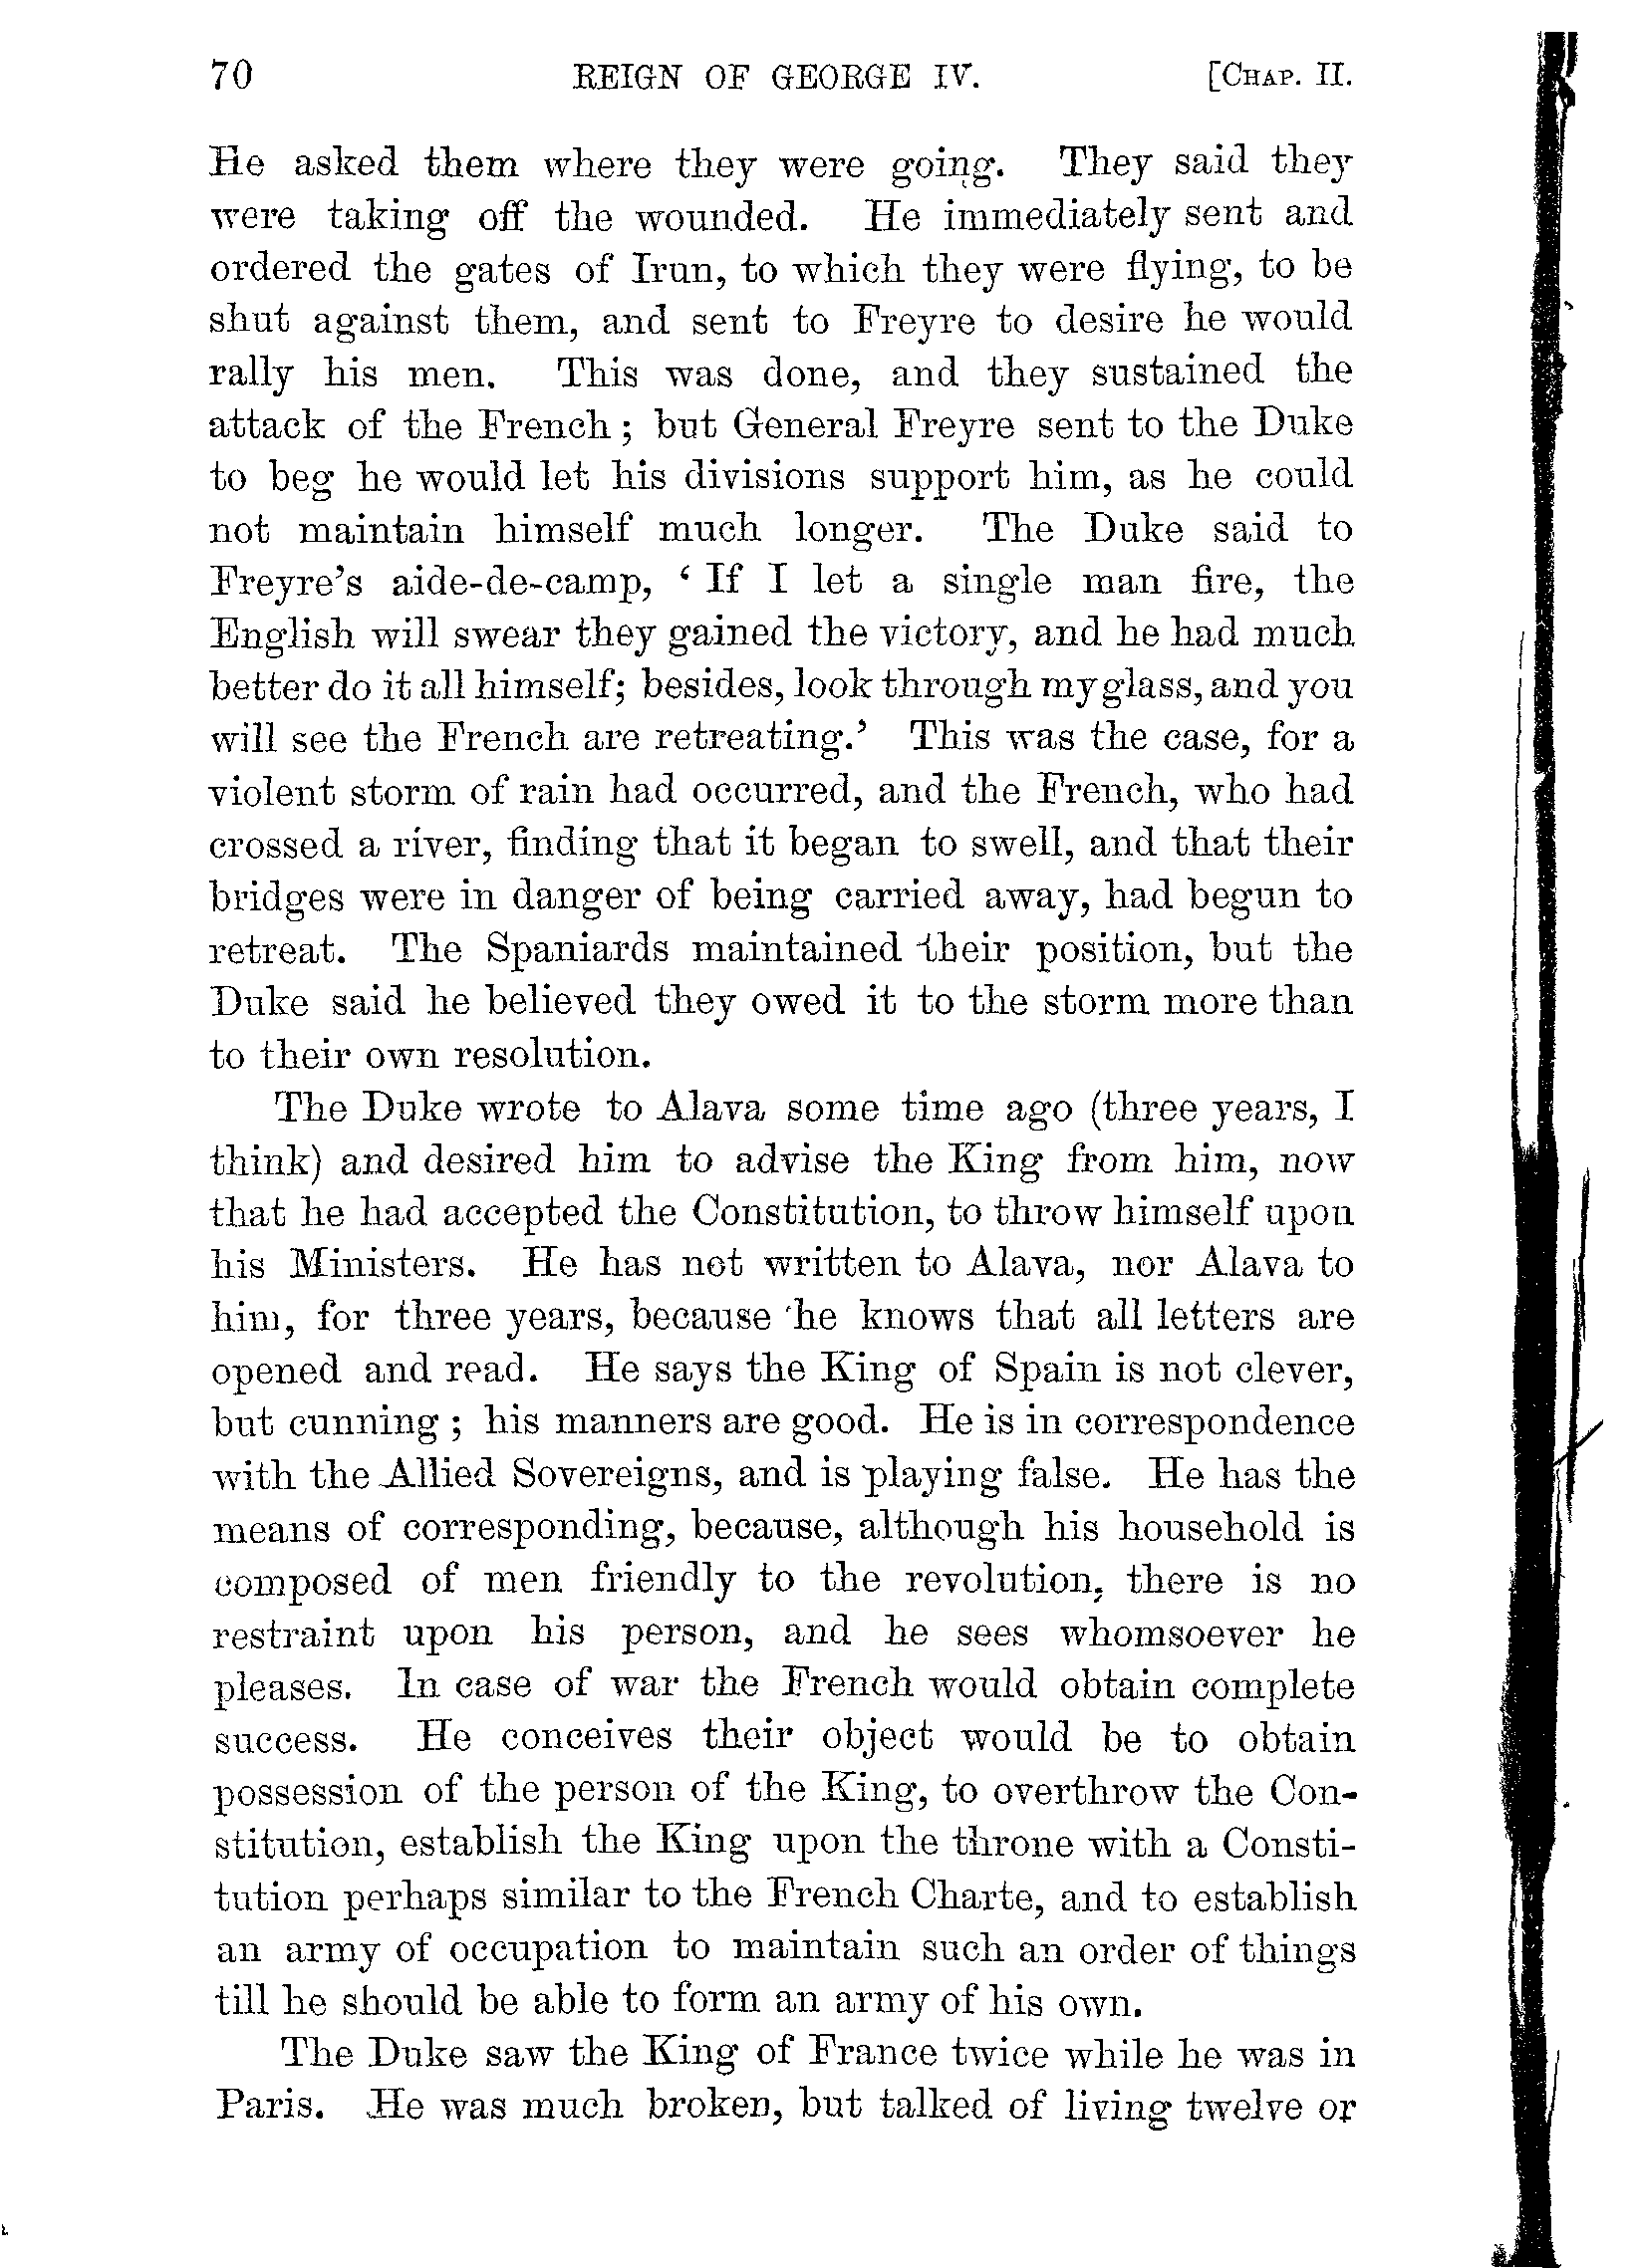 70 REIGN OF GEORGE IV. [CHAP. II.
He asked them where they were going. They said they
were taking off the wounded. He immediately sent and
ordered the gates of Irun, to which they were flying, to be
shut against them, and sent to Freyre to desire he would
rally his men. This was done, and they sustained the
attack of the French; but General Freyre sent to the Duke
to beg he would let his divisions support him, as he could
not maintain himself much longer. The Duke said to
Freyre's aide-de-camp, ‘If I let a single man fire, the
English will swear they gained the victory, and he had much
better do it all himself; besides, look through my glass, and you
will see the French are retreating.’ This was the case, for a
violent storm of rain had occurred, and the French, who had
crossed a river, finding that it began to swell, and that their
bridges were in danger of being carried away, had begun to
retreat. The Spaniards maintained their position, but the
Duke said he believed they owed it to the storm more than
to their own resolution.
The Duke wrote to Alava some time ago (three years, I
think) and desired him to advise the King from him, now
that he had accepted the Constitution, to throw himself upon
his Ministers. He has not written to Alava, nor Alava to
him, for three years, because he knows that all letters are
opened and read. He says the King of Spain is not clever,
but cunning; his manners are good. He is in correspondence
with the Allied Sovereigns, and is playing false. He has the
means of corresponding, because, although his household is
composed of men friendly to the revolution, there is no
restraint upon his person, and he sees whomsoever he
pleases. In case of war the French would obtain complete
success. He conceives their object would be to obtain
possession of the person of the King, to overthrow the Con-
stitution, establish the King upon the throne with a Consti-
tution perhaps similar to the French Charte, and to establish
an army of occupation to maintain such an order of things
till he should be able to form an army of his own.
The Duke saw the King of France twice while he was in
Paris. He was much broken, but talked of living twelve or